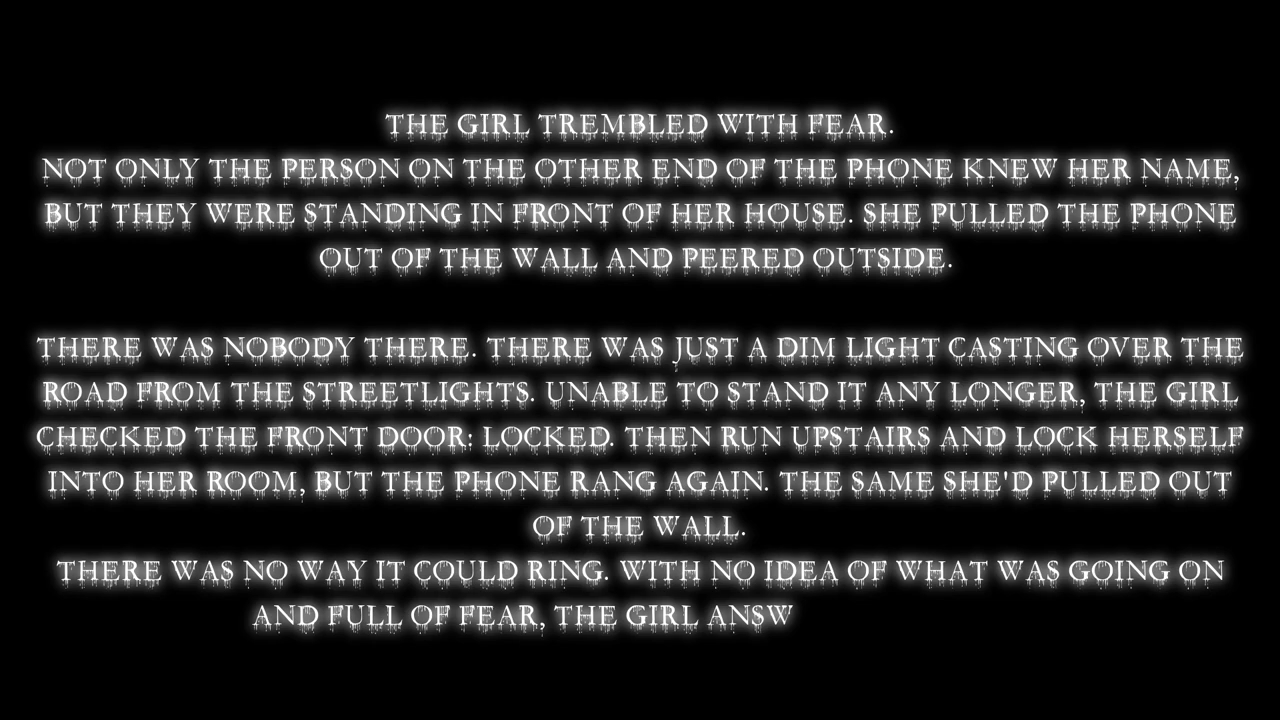 THE GIRL TREMBLED WITH FEAR.
NOT ONLY THE PERSON ON THE OTHER END OF THE PHONE KNEW HER NAME,
BUT THEY WERE STANDING IN FRONT OF HER HOUSE. SHE PULLED THE PHONE
OUT OF THE WALL AND PEERED OUTSIDE.
THERE WAS NOBODY THERE. THERE WAS JUST A DIM LIGHT CASTING OVER THE
ROAD FROM THE STREETLIGHTS. UNABLE TO STAND IT ANY LONGER, THE GIRL
CHECKED THE FRONT DOOR: LOCKED. THEN RUN UPSTAIRS AND LOCK HERSELF
INTO HER ROOM, BUT THE PHONE RANG AGAIN. THE SAME SHE'D PULLED OUT
OF THE WALL.
THERE WAS NO WAY IT COULD RING. WITH NO IDEA OF WHAT WAS GOING ON
AND FULL OF FEAR, THE GIRL ANSW